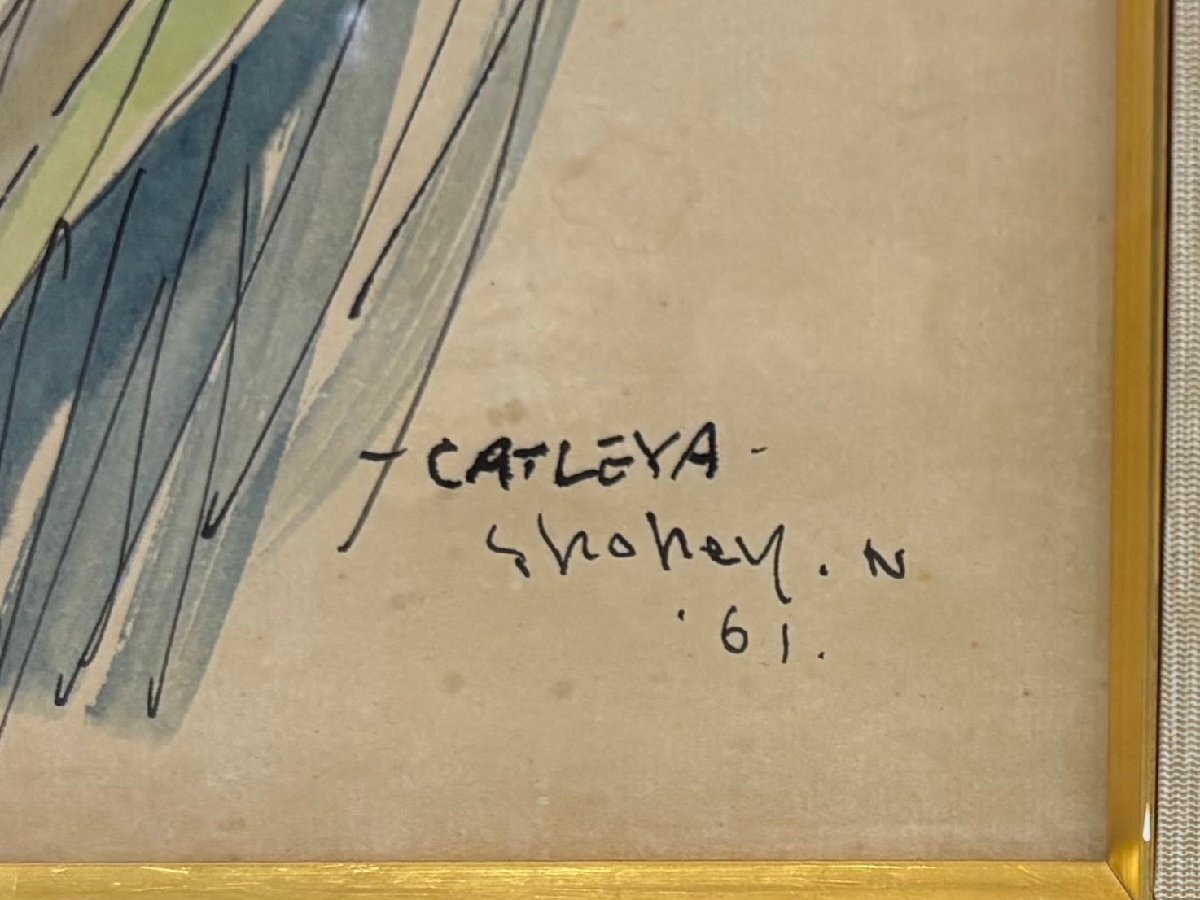 - CATLEYA -
Shohey. N
'61.